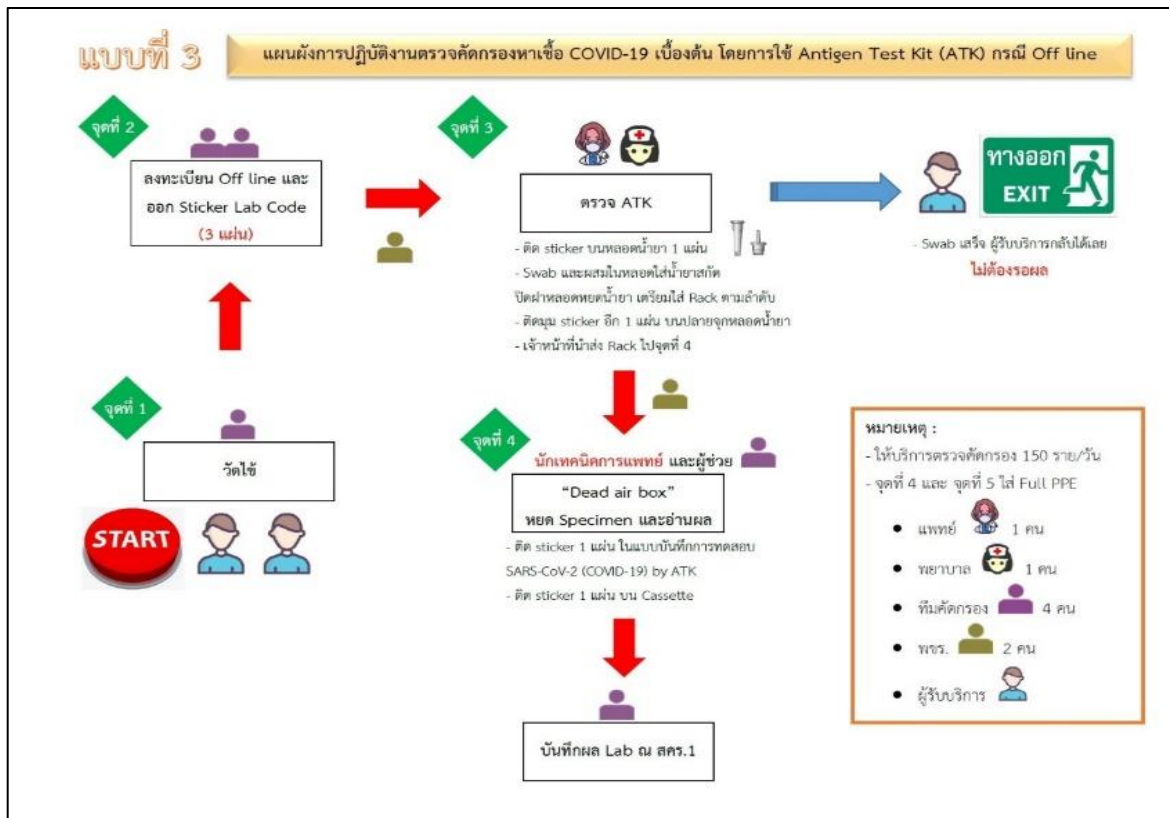 แบบที่ 3
แผนผังการปฏิบัติงานตรวจคัดกรองหาเชื้อ COVID-19 เบื้องต้น โดยการใช้ Antigen Test Kit (ATK) กรณี Off line
จุดที่ 2
ลงทะเบียน Off line และ
ออก Sticker Lab Code
(3 แผ่น)
จุดที่ 3
ตรวจ ATK
- ติด sticker บนหลอดน้ำยา 1 แผ่น
- Swab และผสมในหลอดใส่น้ำยาสกัด
ปิดฝาหลอดหยดน้ำยา เตรียมใส่ Rack ตามลำดับ
- ติดมุม sticker อีก 1 แผ่น บนปลายจุกหลอดน้ำยา
- เจ้าหน้าที่นำส่ง Rack ไปจุดที่ 4
ทางออก
EXIT
- Swab เสร็จ ผู้รับบริการกลับได้เลย
ไม่ต้องรอผล
จุดที่ 1
วัดไข้
START
จุดที่ 4
นักเทคนิคการแพทย์ และผู้ช่วย
“Dead air box”
หยด Specimen และอ่านผล
- ติด sticker 1 แผ่น ในแบบบันทึกการทดสอบ
SARS-CoV-2 (COVID-19) by ATK
- ติด sticker 1 แผ่น บน Cassette
บันทึกผล Lab ณ สคร.1
หมายเหตุ :
- ให้บริการตรวจคัดกรอง 150 ราย/วัน
- จุดที่ 4 และ จุดที่ 5 ใส่ Full PPE
• แพทย์ 1 คน
• พยาบาล 1 คน
• ทีมคัดกรอง 4 คน
• พขร. 2 คน
• ผู้รับบริการ